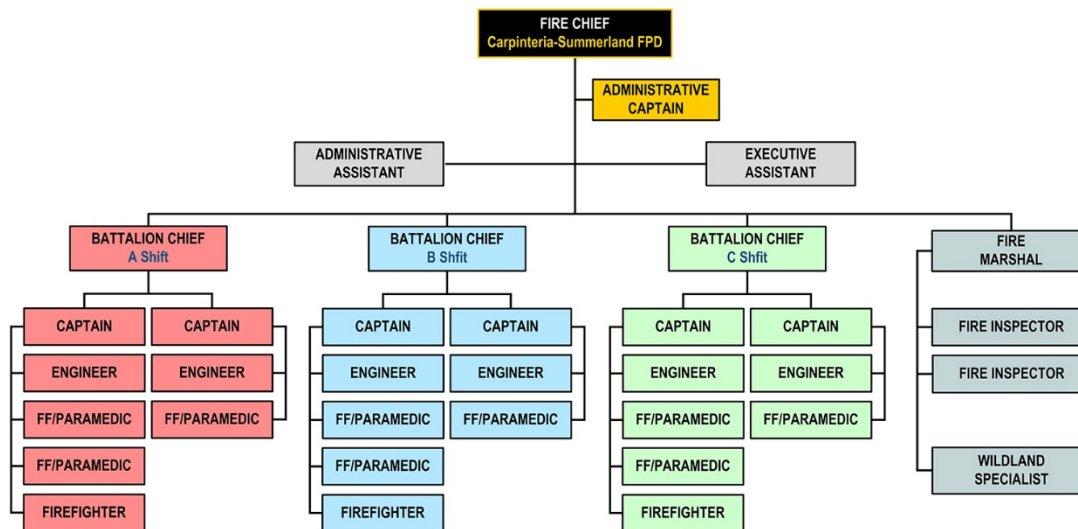 FIRE CHIEF
Carpinteria-Summerland FPD
ADMINISTRATIVE
CAPTAIN
ADMINISTRATIVE
ASSISTANT
EXECUTIVE
ASSISTANT
BATTALION CHIEF
A Shift
CAPTAIN
ENGINEER
FF/PARAMEDIC
FF/PARAMEDIC
FIREFIGHTER
CAPTAIN
ENGINEER
FF/PARAMEDIC
BATTALION CHIEF
B Shfit
CAPTAIN
ENGINEER
FF/PARAMEDIC
FF/PARAMEDIC
FIREFIGHTER
CAPTAIN
ENGINEER
FF/PARAMEDIC
BATTALION CHIEF
C Shfit
CAPTAIN
ENGINEER
FF/PARAMEDIC
FF/PARAMEDIC
FIREFIGHTER
CAPTAIN
ENGINEER
FF/PARAMEDIC
FIRE
MARSHAL
FIRE INSPECTOR
FIRE INSPECTOR
WILDLAND
SPECIALIST